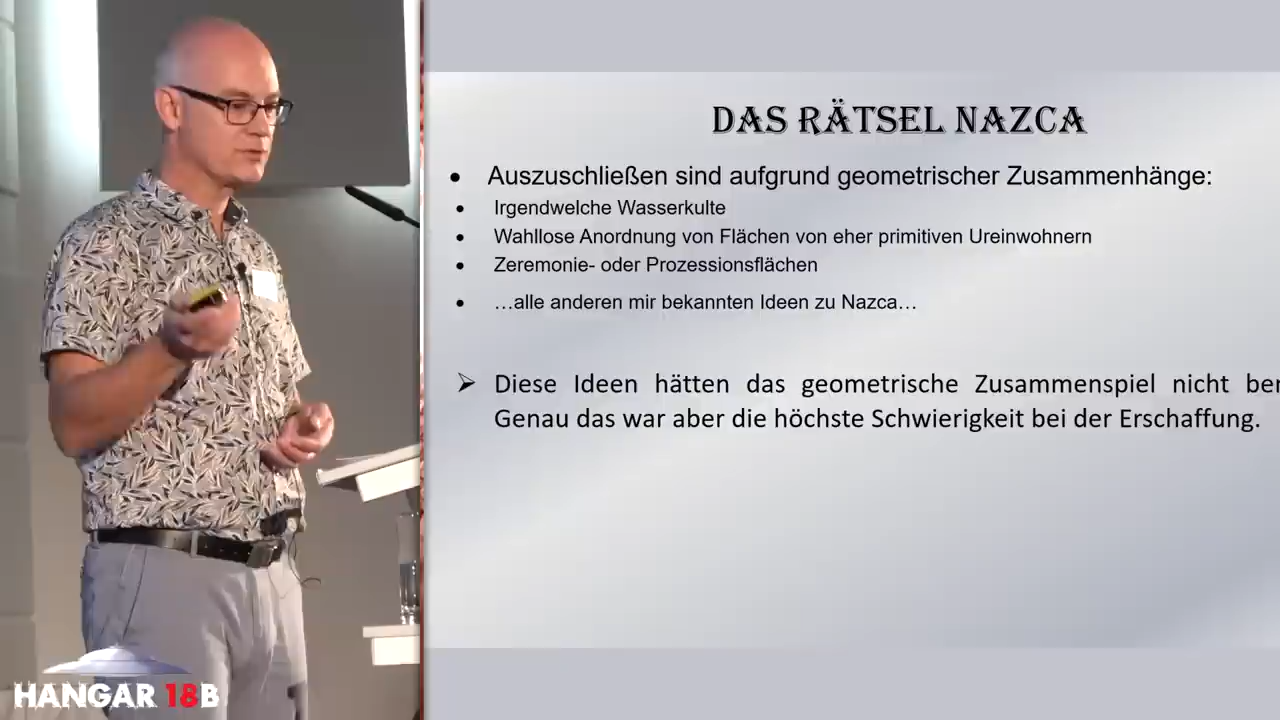 DAS RÄTSEL NAZCA
• Auszuschließen sind aufgrund geometrischer Zusammenhänge:
• Irgendwelche Wasserkulte
• Wahllose Anordnung von Flächen von eher primitiven Ureinwohnern
• Zeremonie- oder Prozessionsflächen
• …alle anderen mir bekannten Ideen zu Nazca…
➢ Diese Ideen hätten das geometrische Zusammenspiel nicht
Genau das war aber die höchste Schwierigkeit bei der Erschaffung.
HANGAR 18B